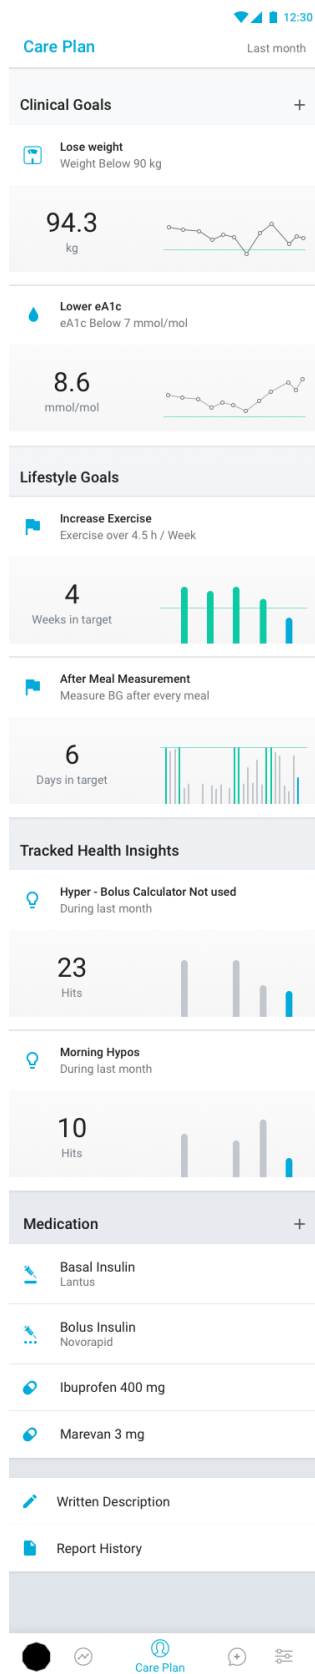 12:30
Care Plan
Last month
Clinical Goals
Lose weight
Weight Below 90 kg
94.3
kg
Lower eA1c
eA1c Below 7 mmol/mol
8.6
mmol/mol
Lifestyle Goals
Increase Exercise
Exercise over 4.5 h / Week
4
Weeks in target
After Meal Measurement
Measure BG after every meal
6
Days in target
Tracked Health Insights
Hyper - Bolus Calculator Not used
During last month
23
Hits
Morning Hypos
During last month
10
Hits
Medication
Basal Insulin
Lantus
Bolus Insulin
Novorapid
Ibuprofen 400 mg
Marevan 3 mg
Written Description
Report History
Care Plan